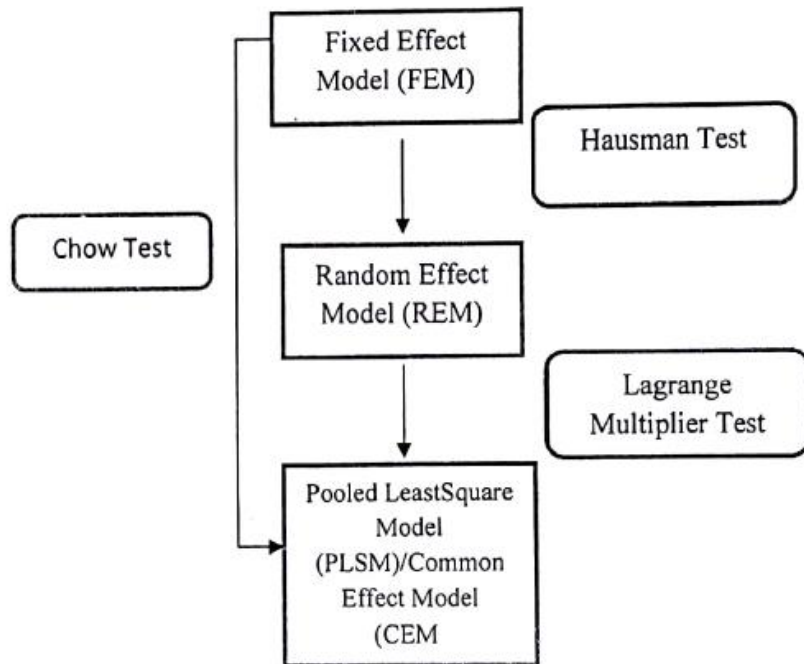 Fixed Effect
Model (FEM)
Hausman Test
Chow Test
Random Effect
Model (REM)
Lagrange
Multiplier Test
Pooled LeastSquare
Model
(PLSM)/Common
Effect Model
(CEM